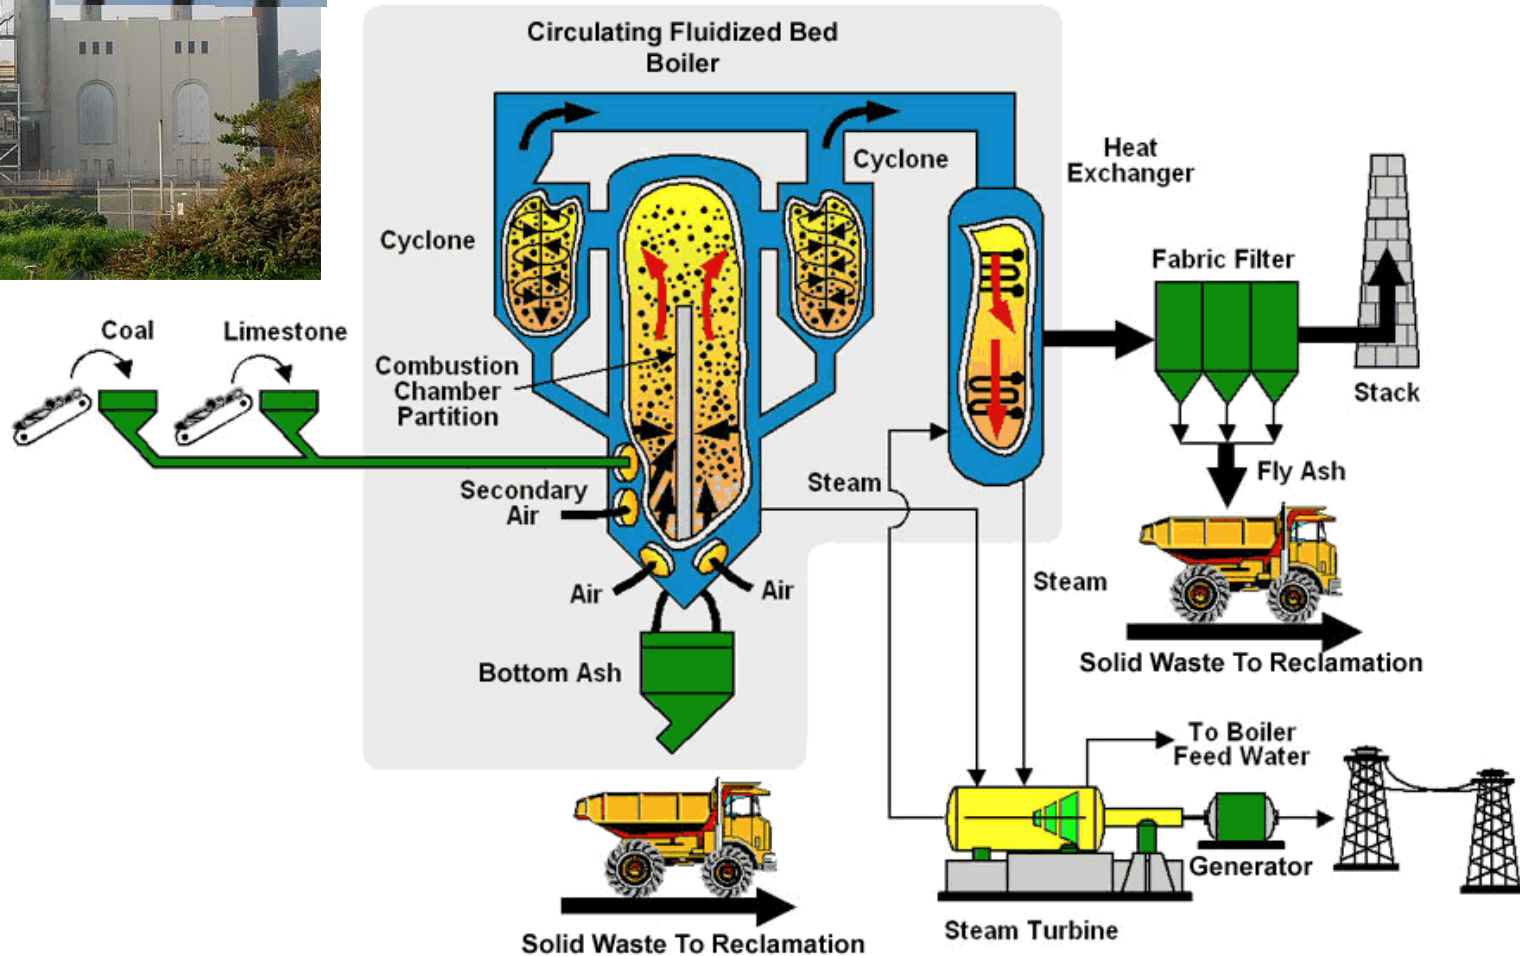 Circulating Fluidized Bed
Boiler
Cyclone
Heat
Exchanger
Cyclone
Fabric Filter
Coal
Limestone
Combustion
Chamber
Partition
Stack
Secondary
Air
Steam
Fly Ash
Air
Air
Steam
Solid Waste To Reclamation
Bottom Ash
To Boiler
Feed Water
Generator
Steam Turbine
Solid Waste To Reclamation